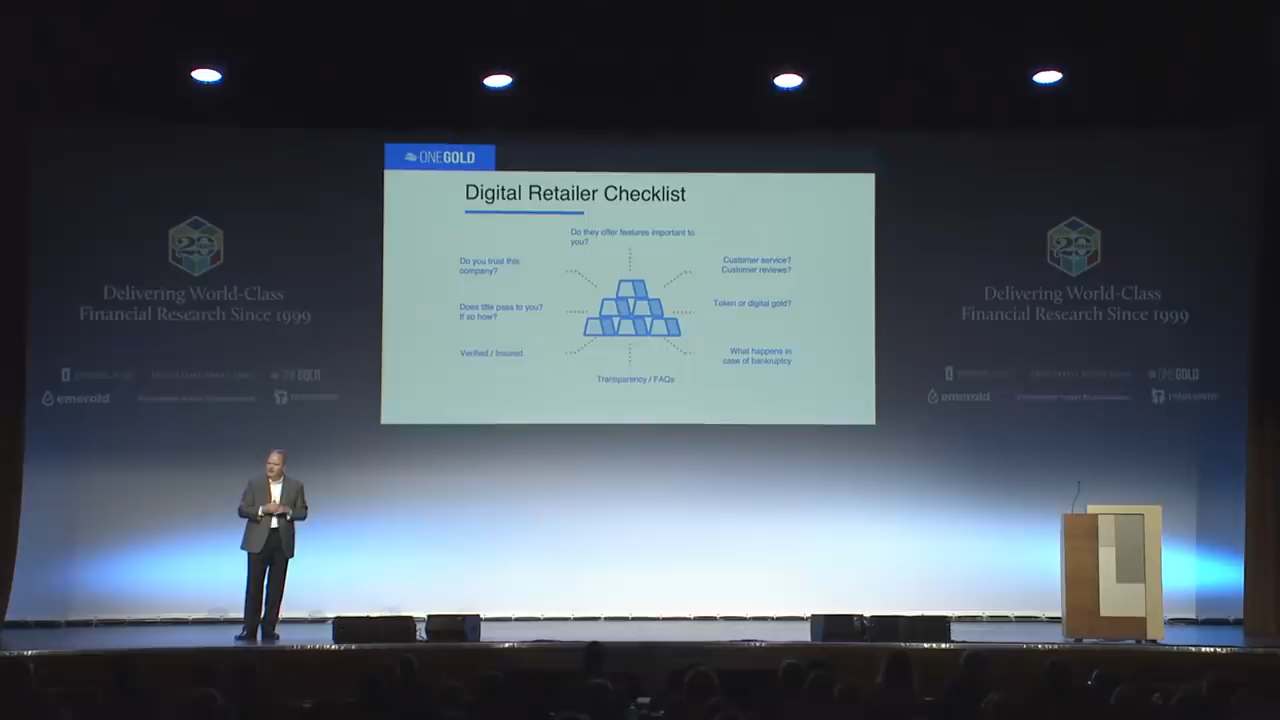 ONEGOLD
Digital Retailer Checklist
Do they offer features important to
you?
Do you trust this
company?
Customer service?
Customer reviews?
Does title pass to you?
If so how?
Token or digital gold?
Verified / Insured
What happens in
case of bankruptcy
Transparency / FAQs
20
Delivering World-Class
Financial Research Since 1999
ONEGOLD
emerald
20
Delivering World-Class
Financial Research Since 1999
ONEGOLD
emerald